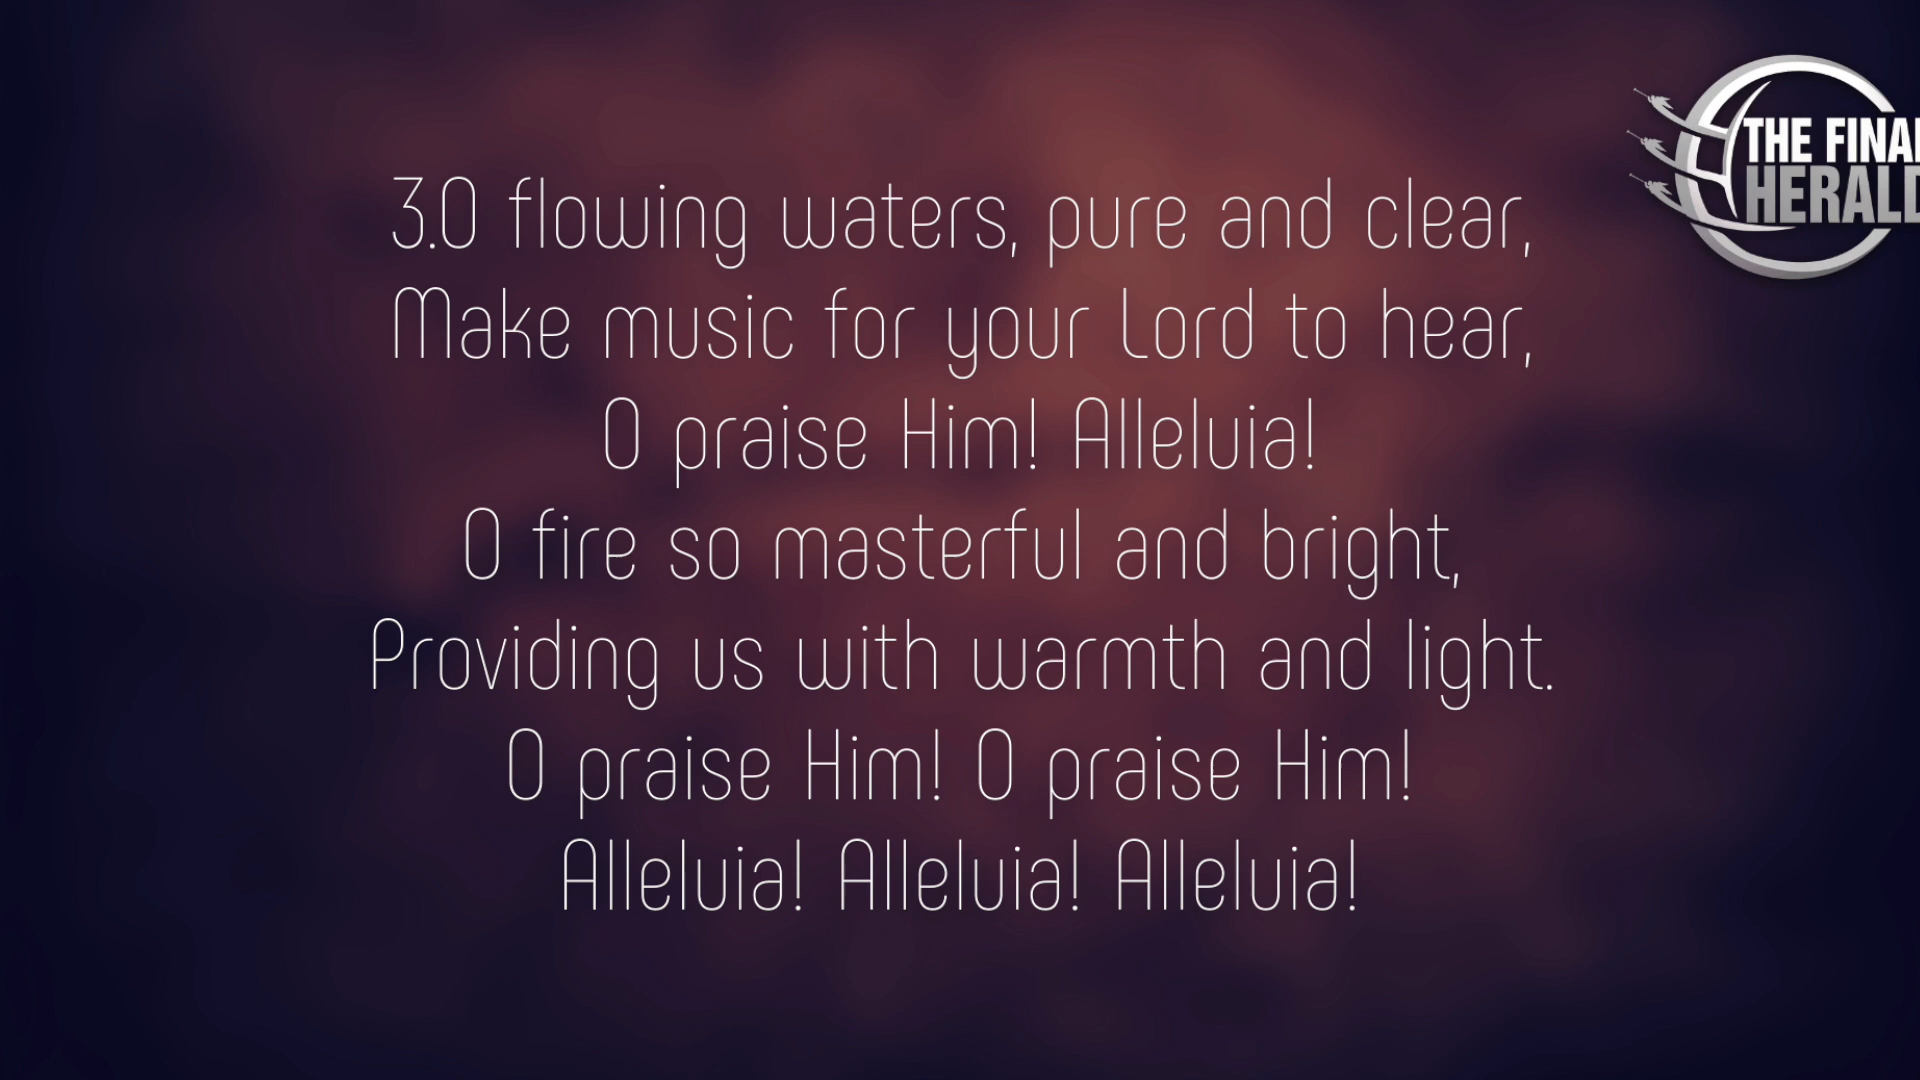 3.O flowing waters, pure and clear,
Make music for your Lord to hear,
O praise Him! Alleluia!
O fire so masterful and bright,
Providing us with warmth and light.
O praise Him! O praise Him!
Alleluia! Alleluia! Alleluia!
THE FINAL
HERALD